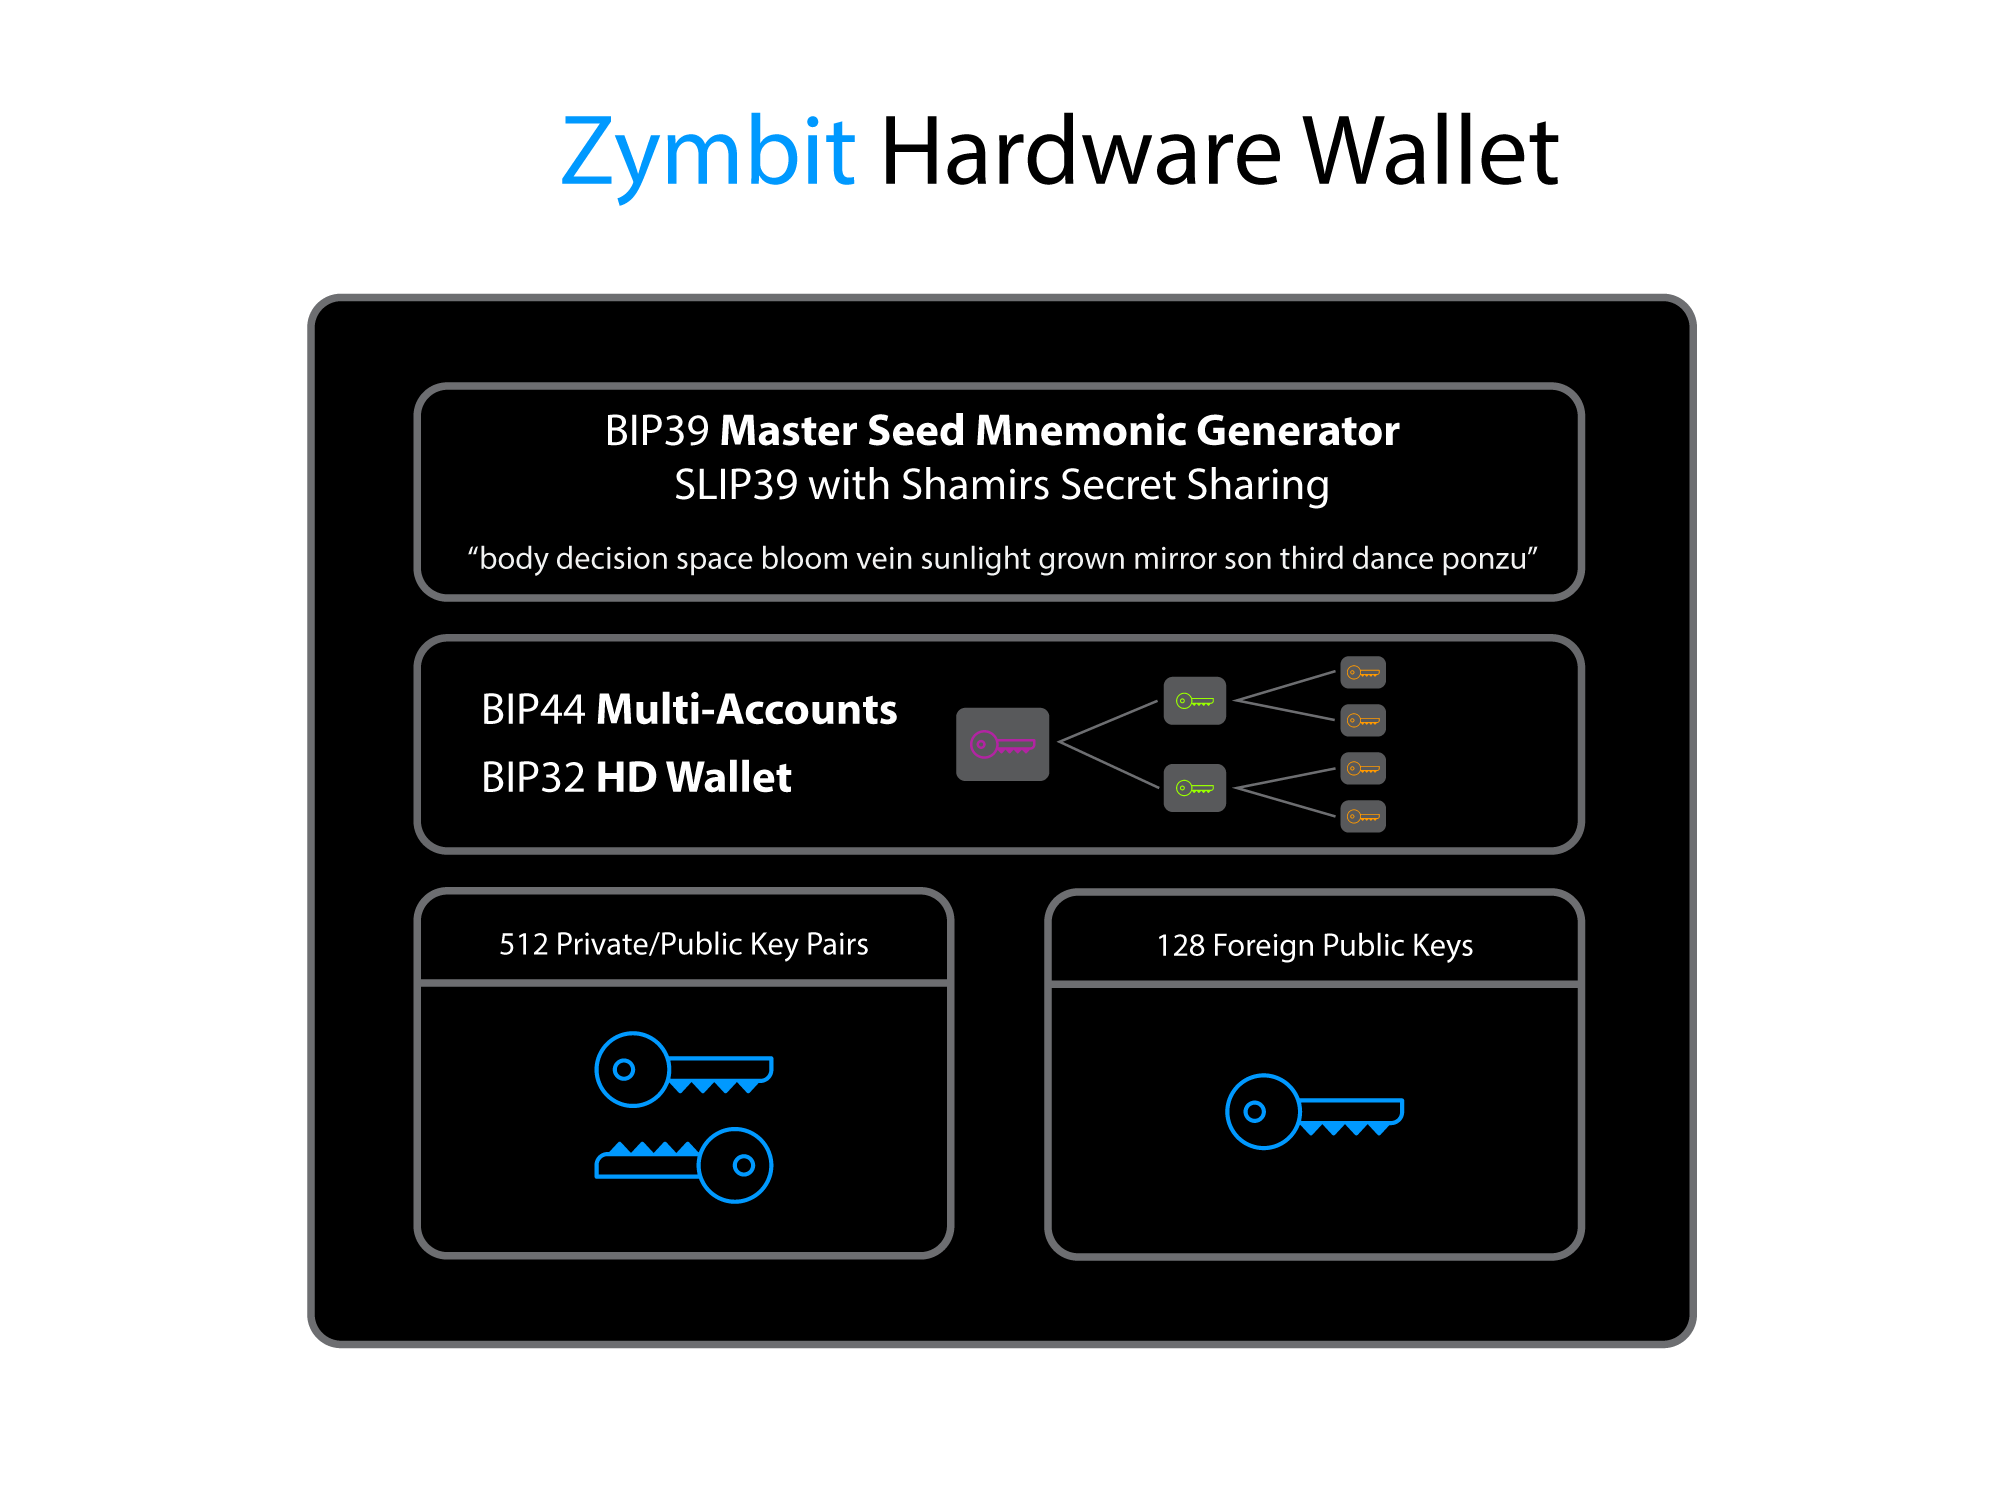 Zymbit Hardware Wallet
BIP39 Master Seed Mnemonic Generator
SLIP39 with Shamirs Secret Sharing
“body decision space bloom vein sunlight grown mirror son third dance ponzu”
BIP44 Multi-Accounts
BIP32 HD Wallet
512 Private/Public Key Pairs
128 Foreign Public Keys